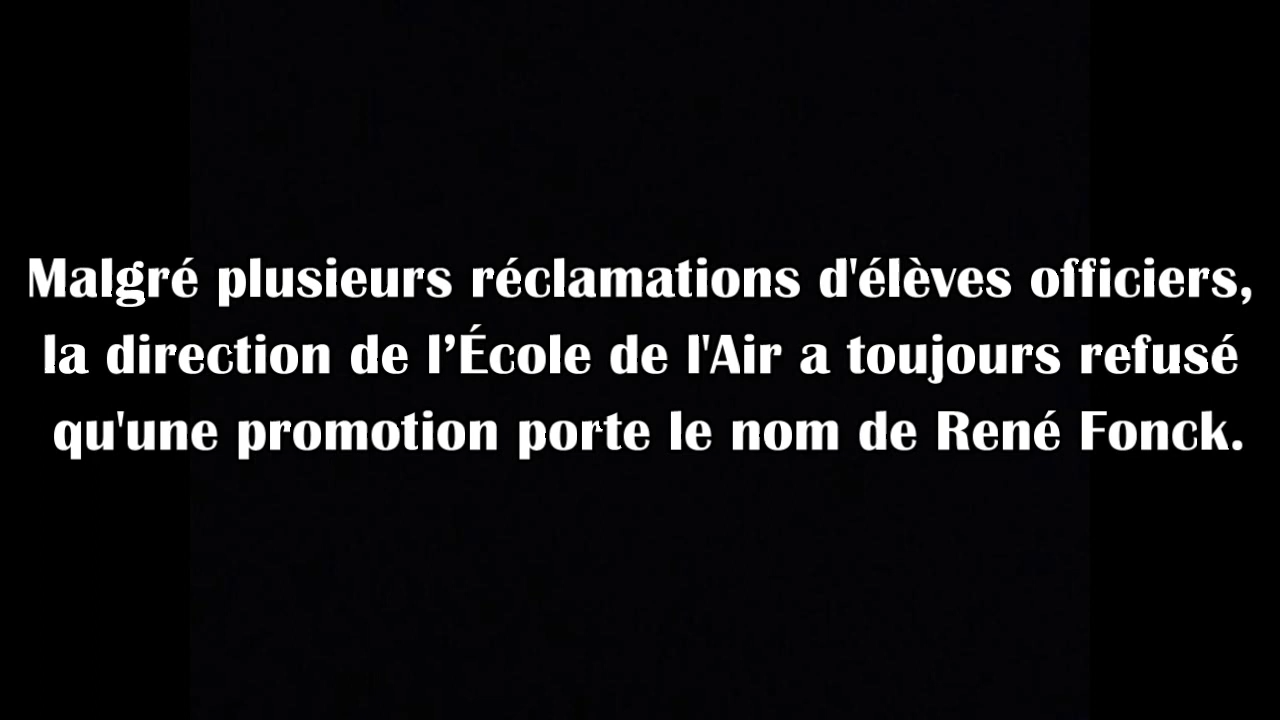 Malgré plusieurs réclamations d'élèves officiers,
la direction de l’École de l'Air a toujours refusé
qu'une promotion porte le nom de René Fonck.